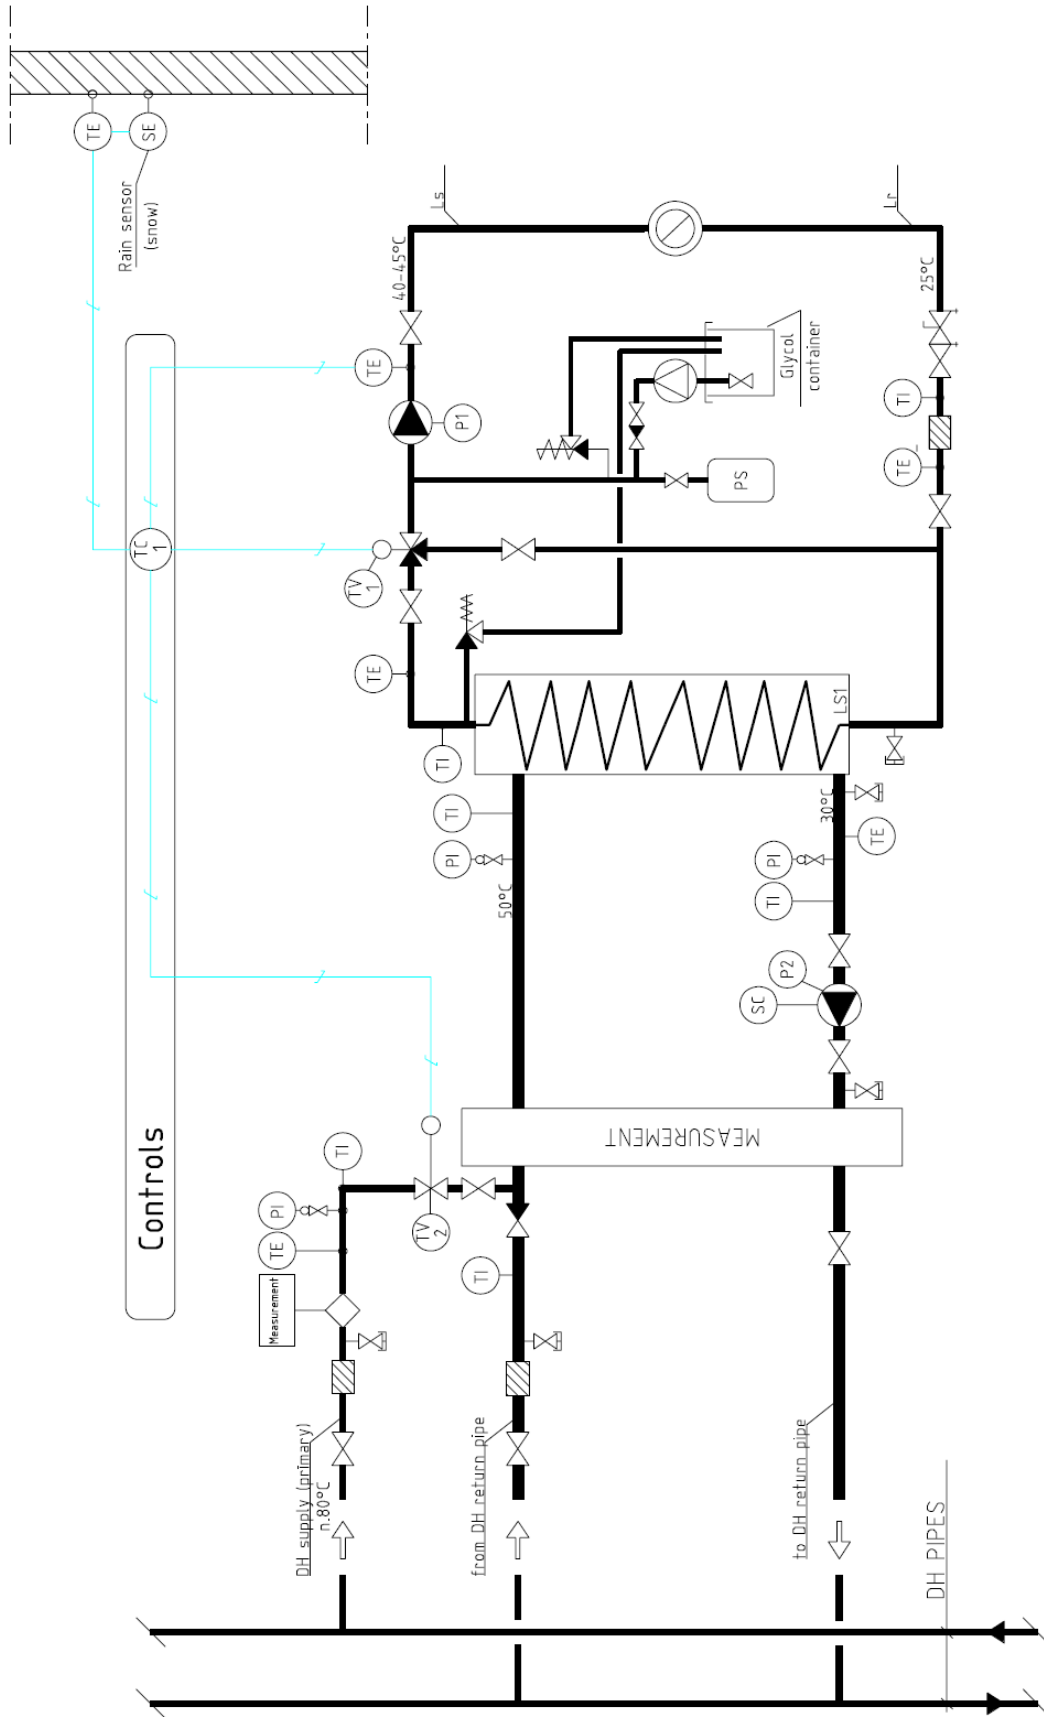 TE
SE
Rain sensor
(snow)
Ls
Lr
40-45°C
25°C
Controls
TC
1
TE
P1
Glycol
container
TI
TE
PS
TV
1
TE
TI
LS1
TI
PI
50°C
30°C
TE
PI
TI
P2
SC
MEASUREMENT
TI
PI
TE
TV
2
TI
Measurement
DH supply (primary)
n.80°C
from DH return pipe
to DH return pipe
DH PIPES